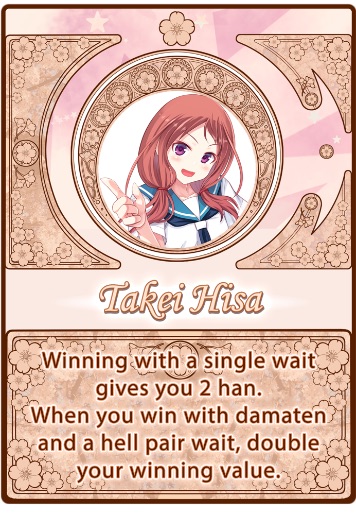 Takei Hisa
Winning with a single wait
gives you 2 han.
When you win with damaten
and a hell pair wait, double
your winning value.